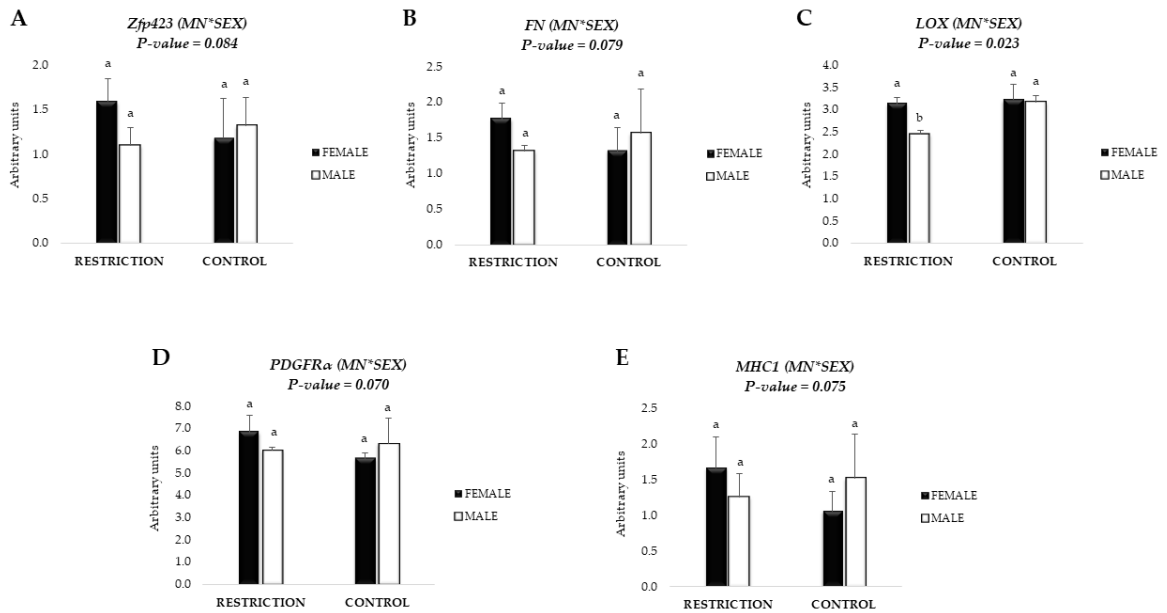 A
Zfp423 (MN*SEX)
P-value = 0.084
Arbitrary units
2.0
1.5
1.0
0.5
0.0
a
a
a
a
RESTRICTION
CONTROL
FEMALE
MALE
B
FN (MN*SEX)
P-value = 0.079
Arbitrary units
2.5
2.0
1.5
1.0
0.5
0.0
a
a
a
a
RESTRICTION
CONTROL
FEMALE
MALE
C
LOX (MN*SEX)
P-value = 0.023
Arbitrary units
4.0
3.5
3.0
2.5
2.0
1.5
1.0
0.5
0.0
a
b
a
a
RESTRICTION
CONTROL
FEMALE
MALE
D
PDGFRα (MN*SEX)
P-value = 0.070
Arbitrary units
8.0
7.0
6.0
5.0
4.0
3.0
2.0
1.0
0.0
a
a
a
a
RESTRICTION
CONTROL
FEMALE
MALE
E
MHC1 (MN*SEX)
P-value = 0.075
Arbitrary units
2.5
2.0
1.5
1.0
0.5
0.0
a
a
a
a
RESTRICTION
CONTROL
FEMALE
MALE